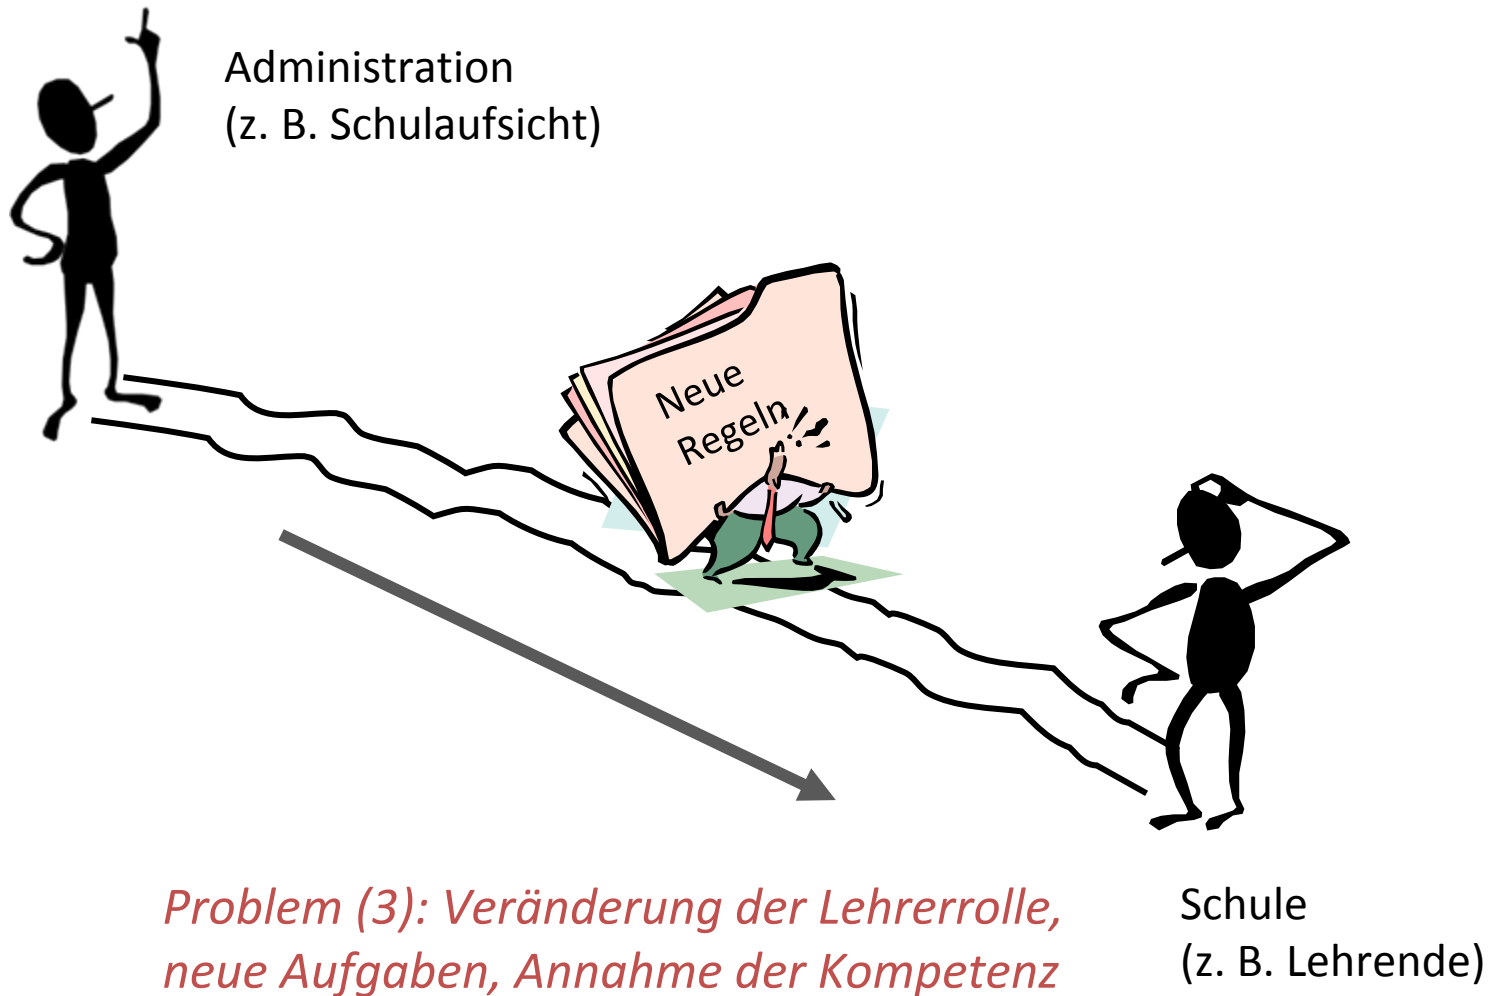 Administration
(z. B. Schulaufsicht)
Neue
Regeln
Problem (3): Veränderung der Lehrerrolle,
neue Aufgaben, Annahme der Kompetenz
Schule
(z. B. Lehrende)